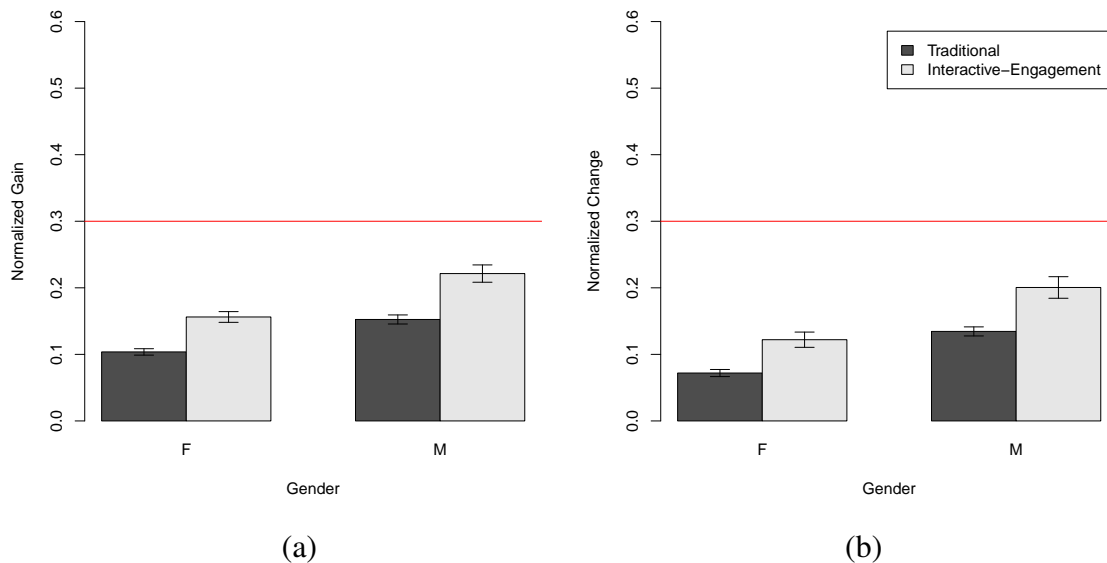 0.0 0.1 0.2 0.3 0.4 0.5 0.6
Normalized Gain
F M
Gender
(a)
0.0 0.1 0.2 0.3 0.4 0.5 0.6
Normalized Change
Traditional
Interactive−Engagement
F M
Gender
(b)